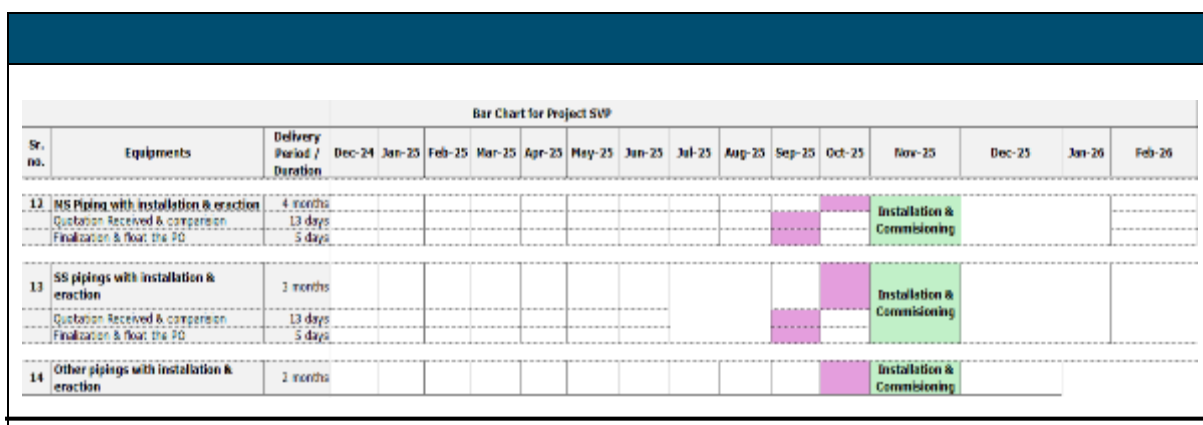 Bar Chart for Project SVP
Sr. no. Equipments Delivery Period / Duration Dec-24 Jan-25 Feb-25 Mar-25 Apr-25 May-25 Jun-25 Jul-25 Aug-25 Sep-25 Oct-25 Nov-25 Dec-25 Jan-26 Feb-26
12 MS Piping with installation & eraction 4 months Installation & Commisioning
Quotation Received & comparision 13 days
Finalization & float the PO 5 days
13 SS pipings with installation & eraction 3 months Installation & Commisioning
Quotation Received & comparision 13 days
Finalization & float the PO 5 days
14 Other pipings with installation & eraction 2 months Installation & Commisioning